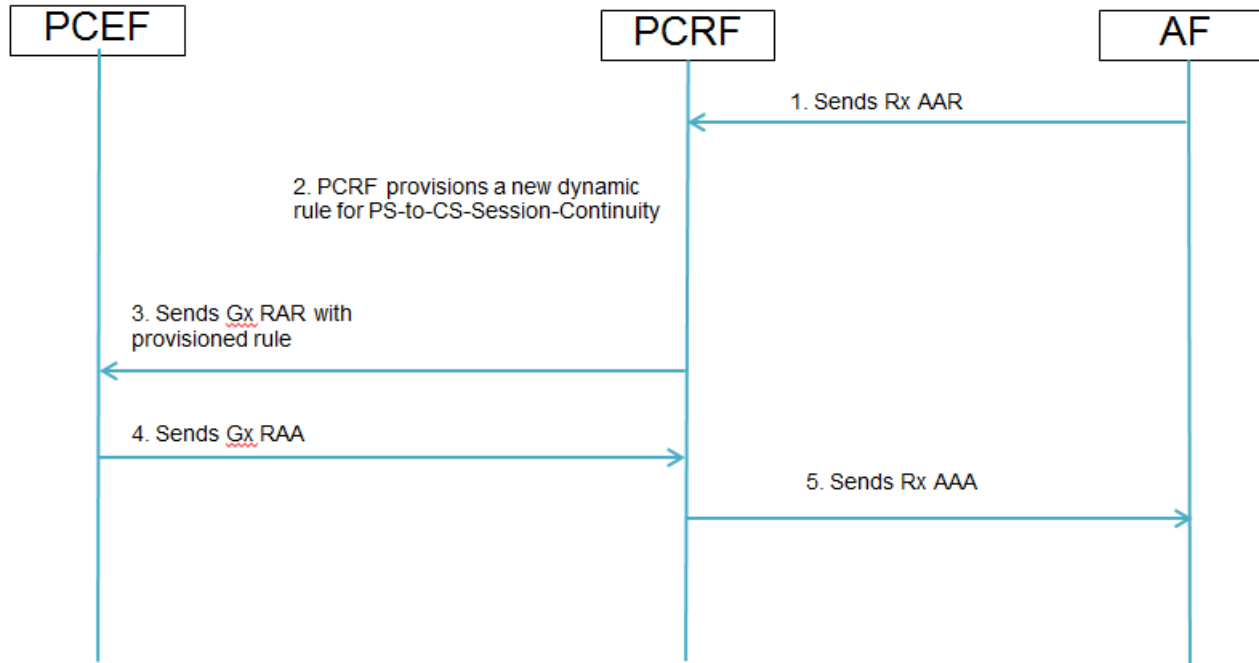 PCEF
PCRF
AF
1. Sends Rx AAR
2. PCRF provisions a new dynamic
rule for PS-to-CS-Session-Continuity
3. Sends Gx RAR with
provisioned rule
4. Sends Gx RAA
5. Sends Rx AAA